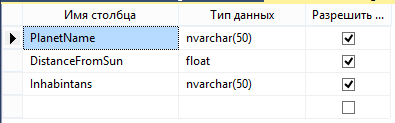 Имя столбца Тип данных Разрешить ...
PlanetName nvarchar(50)
DistanceFromSun float
Inhabintans nvarchar(50)